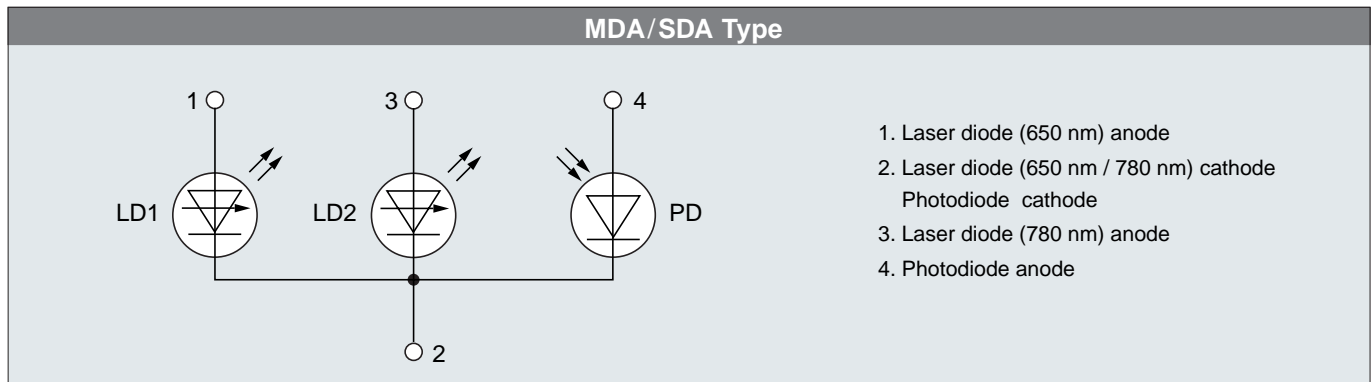 MDA/SDA Type
1
3
4
LD1
LD2
PD
2
1. Laser diode (650 nm) anode
2. Laser diode (650 nm / 780 nm) cathode
Photodiode cathode
3. Laser diode (780 nm) anode
4. Photodiode anode